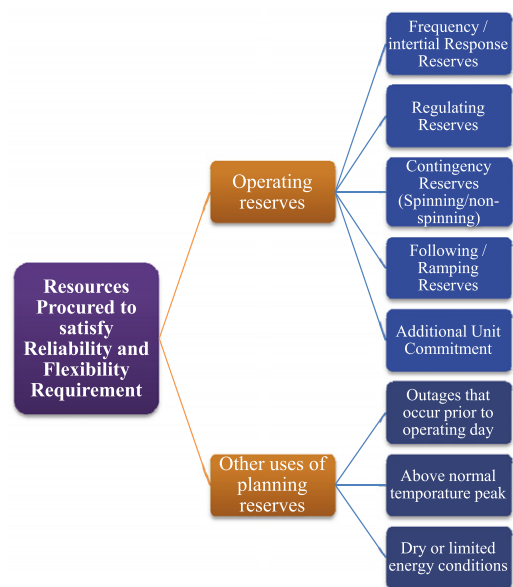 Frequency /
intertial Response
Reserves
Regulating
Reserves
Contingency
Reserves
(Spinning/non-
spinning)
Operating
reserves
Following /
Ramping
Reserves
Resources
Procured to
satisfy
Reliability and
Flexibility
Requirement
Additional Unit
Commitment
Outages that
occur prior to
operating day
Other uses of
planning
reserves
Above normal
temperature peak
Dry or limited
energy conditions